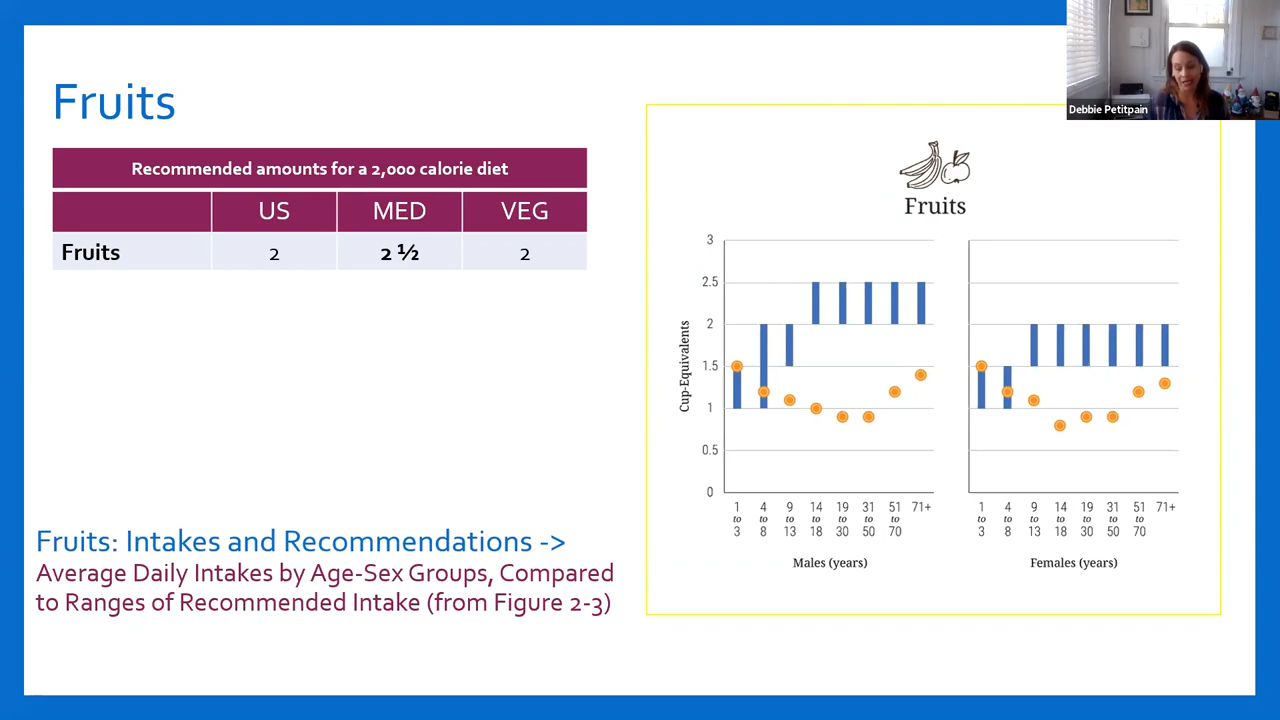 Debbie Petitpain
Fruits
Recommended amounts for a 2,000 calorie diet
US MED VEG
Fruits 2 2 ½ 2
Fruits: Intakes and Recommendations ->
Average Daily Intakes by Age-Sex Groups, Compared
to Ranges of Recommended Intake (from Figure 2-3)
Fruits
Cup-Equivalents
3
2.5
2
1.5
1
0.5
0
1 4 9 14 19 31 51 71+
to to to to to to to
3 8 13 18 30 50 70
Males (years)
1 4 9 14 19 31 51 71+
to to to to to to to
3 8 13 18 30 50 70
Females (years)